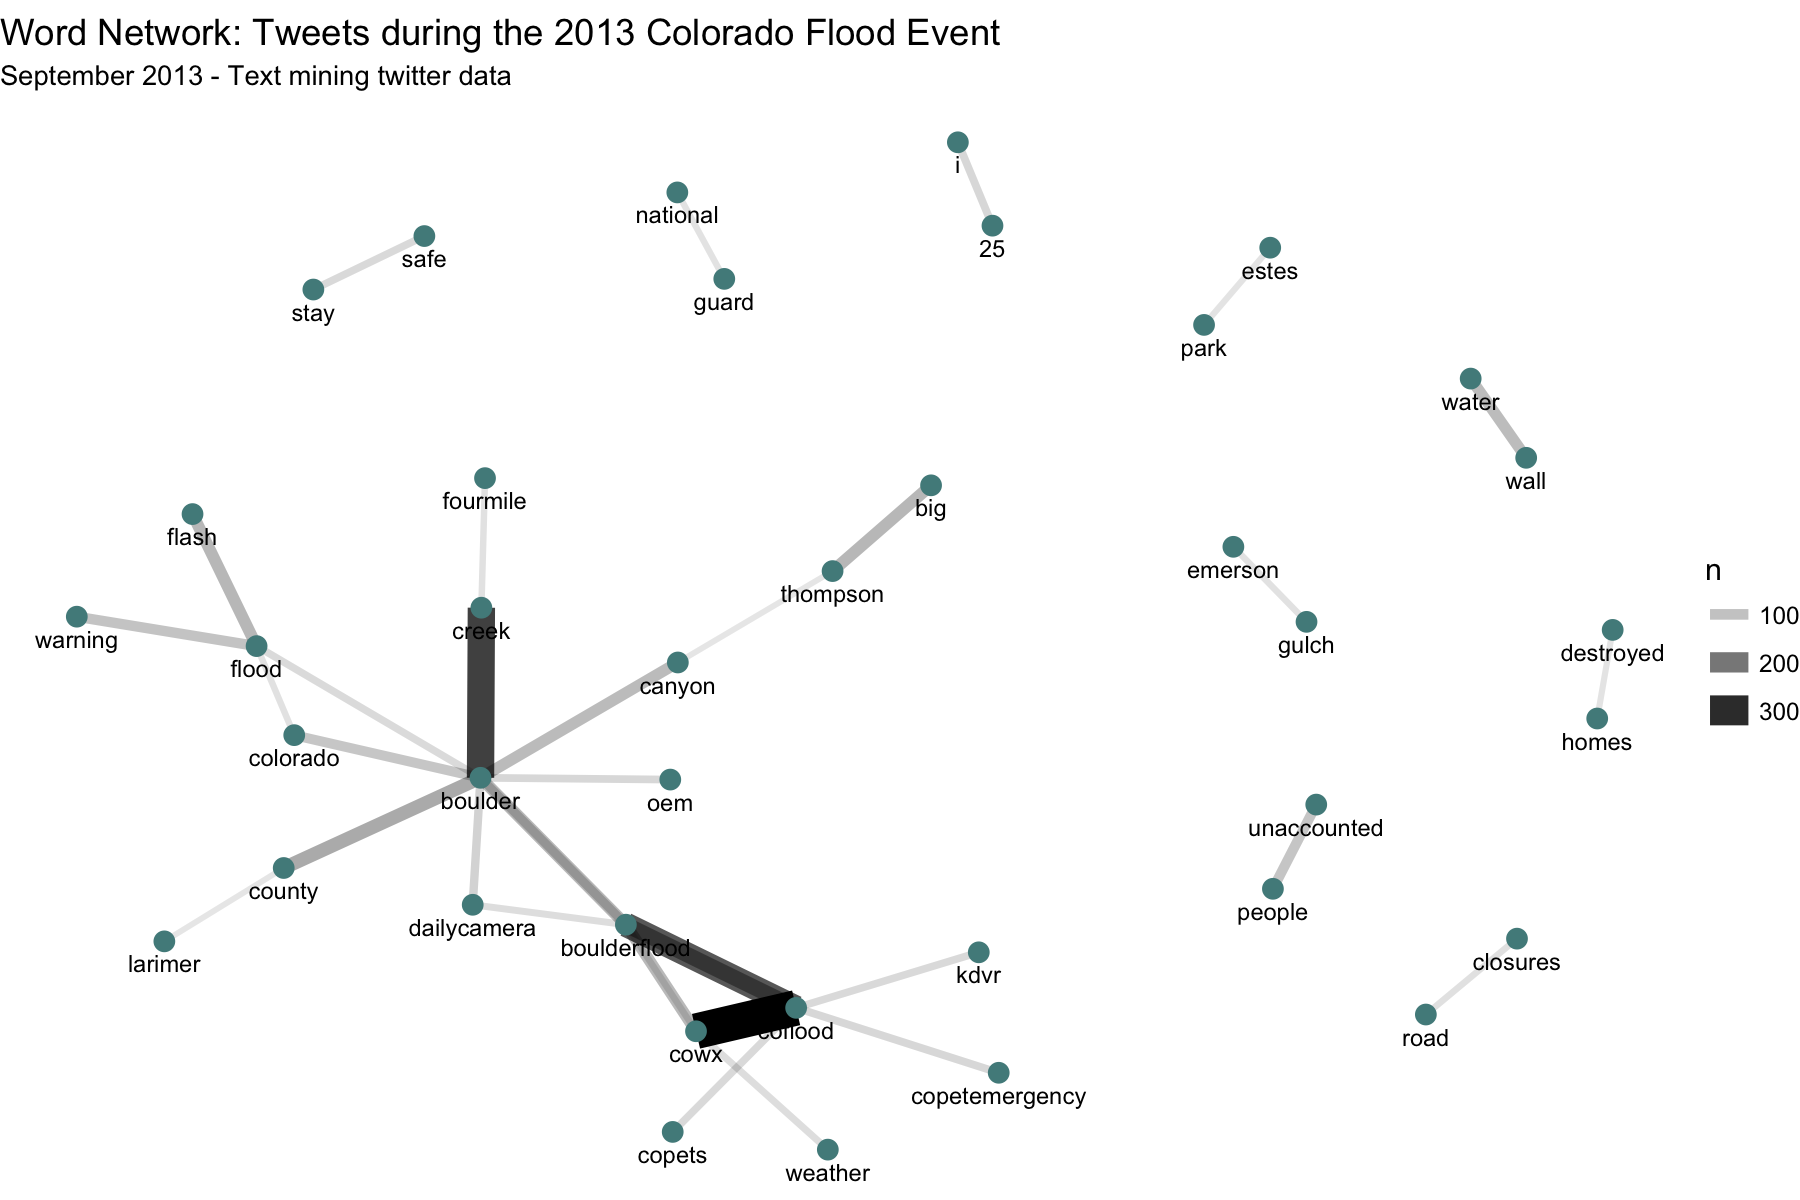 Word Network: Tweets during the 2013 Colorado Flood Event
September 2013 - Text mining twitter data
i
national
25
safe
estes
guard
stay
park
water
wall
fourmile
big
flash
emerson
thompson
creek
warning
gulch
destroyed
flood
canyon
homes
colorado
boulder
oem
unaccounted
county
people
dailycamera
boulderflood
closures
larimer
kdvr
coflood
road
cowx
copetemergency
copets
weather
n
100
200
300